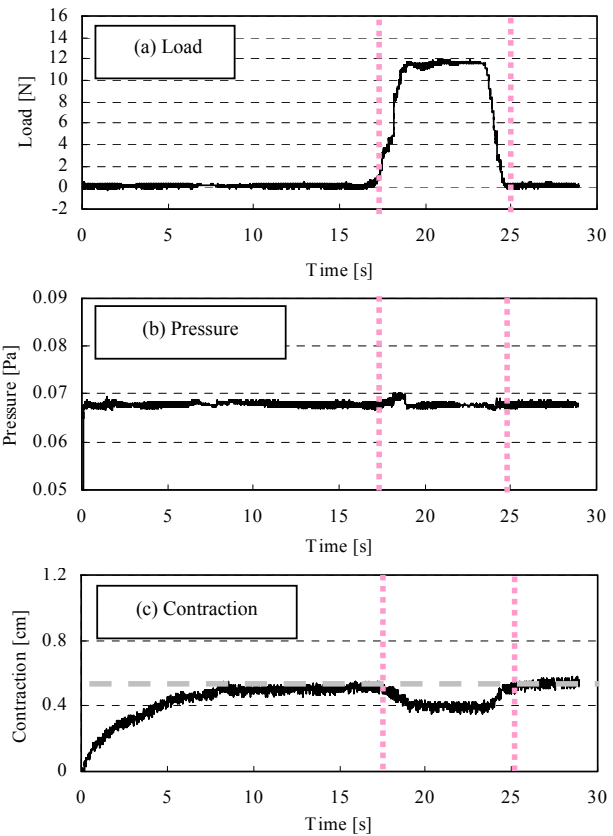 16
14
(a) Load
12
10
8
6
4
2
0
-2
Load [N]
0 5 10 15 20 25 30
Time [s]
0.09
(b) Pressure
0.08
0.07
0.06
0.05
Pressure [Pa]
0 5 10 15 20 25 30
Time [s]
1.2
(c) Contraction
0.8
0.4
0
Contraction [cm]
0 5 10 15 20 25 30
Time [s]